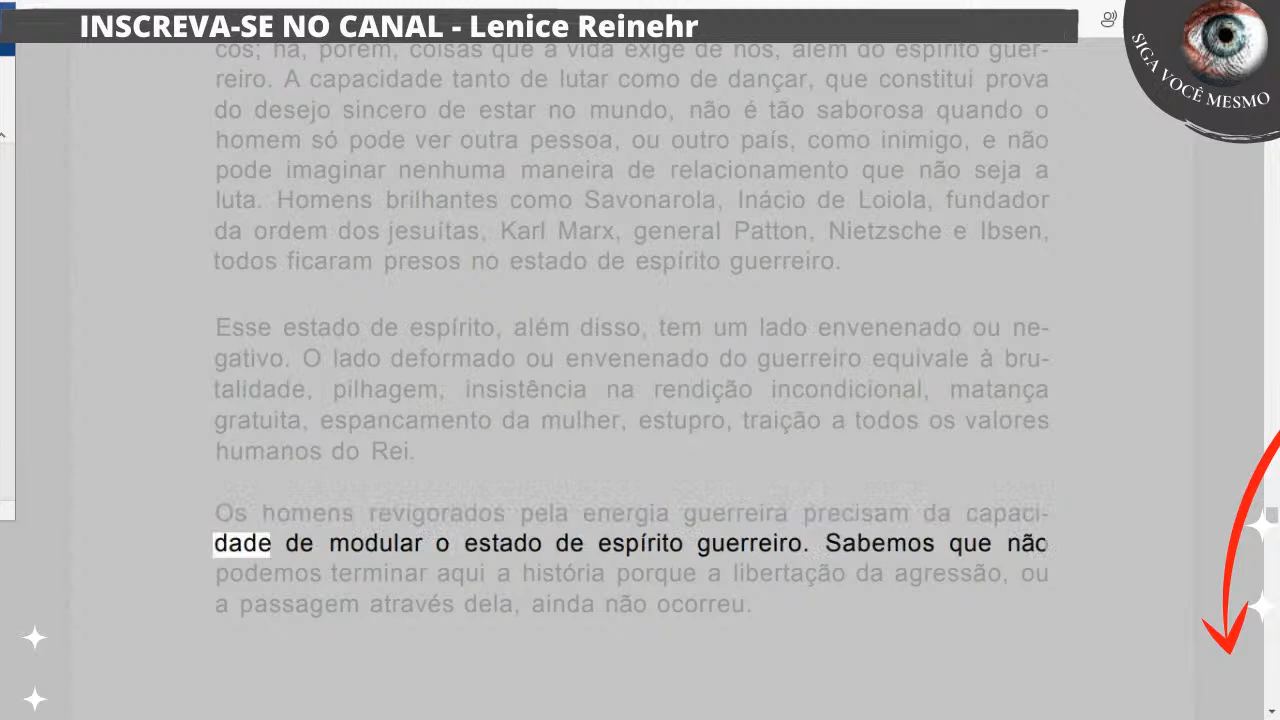 INSCREVA-SE NO CANAL - Lenice Reinehr
SIGA VOCÊ MESMO
cos; há, porém, coisas que a vida exige de nós, além do espírito guer-
reiro. A capacidade tanto de lutar como de dançar, que constitui prova
do desejo sincero de estar no mundo, não é tão saborosa quando o
homem só pode ver outra pessoa, ou outro país, como inimigo, e não
pode imaginar nenhuma maneira de relacionamento que não seja a
luta. Homens brilhantes como Savonarola, Inácio de Loiola, fundador
da ordem dos jesuítas, Karl Marx, general Patton, Nietzsche e Ibsen,
todos ficaram presos no estado de espírito guerreiro.
Esse estado de espírito, além disso, tem um lado envenenado ou ne-
gativo. O lado deformado ou envenenado do guerreiro equivale à bru-
talidade, pilhagem, insistência na rendição incondicional, matança
gratuita, espancamento da mulher, estupro, traição a todos os valores
humanos do Rei.
Os homens revigorados pela energia guerreira precisam da capaci-
dade de modular o estado de espírito guerreiro. Sabemos que não
podemos terminar aqui a história porque a libertação da agressão, ou
a passagem através dela, ainda não ocorreu.